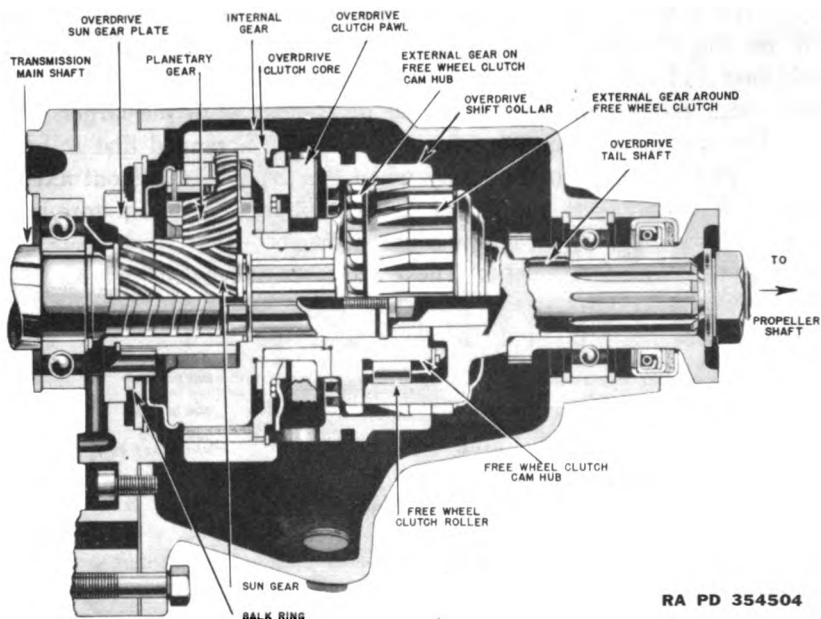 OVERDRIVE
SUN GEAR PLATE
INTERNAL
GEAR
OVERDRIVE
CLUTCH PAWL
TRANSMISSION
MAIN SHAFT
PLANETARY
GEAR
OVERDRIVE
CLUTCH CORE
EXTERNAL GEAR ON
FREE WHEEL CLUTCH
CAM HUB
OVERDRIVE
SHIFT COLLAR
EXTERNAL GEAR AROUND
FREE WHEEL CLUTCH
OVERDRIVE
TAIL SHAFT
TO
PROPELLER
SHAFT
FREE WHEEL CLUTCH
CAM HUB
FREE WHEEL
CLUTCH ROLLER
SUN GEAR
BALK RING
RA PD 354504